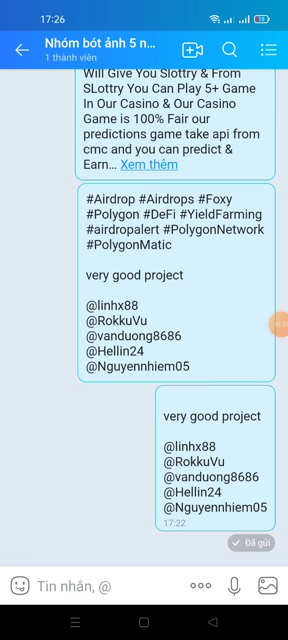 17:26
18
Nhóm bót ảnh 5 n...
1 thành viên
Will Give You Slottry & From
SLottry You Can Play 5+ Game
In Our Casino & Our Casino
Game is 100% Fair our
predictions game take api from
cmc and you can predict &
Earn... Xem thêm
#Airdrop #Airdrops #Foxy
#Polygon #DeFi #YieldFarming
#airdropalert #PolygonNetwork
#PolygonMatic
very good project
@linhx88
@RokkuVu
@vanduong8686
@Hellin24
@Nguyennhiem05
very good project
@linhx88
@RokkuVu
@vanduong8686
@Hellin24
@Nguyennhiem05
17:22
Đã gửi
Tin nhắn, @